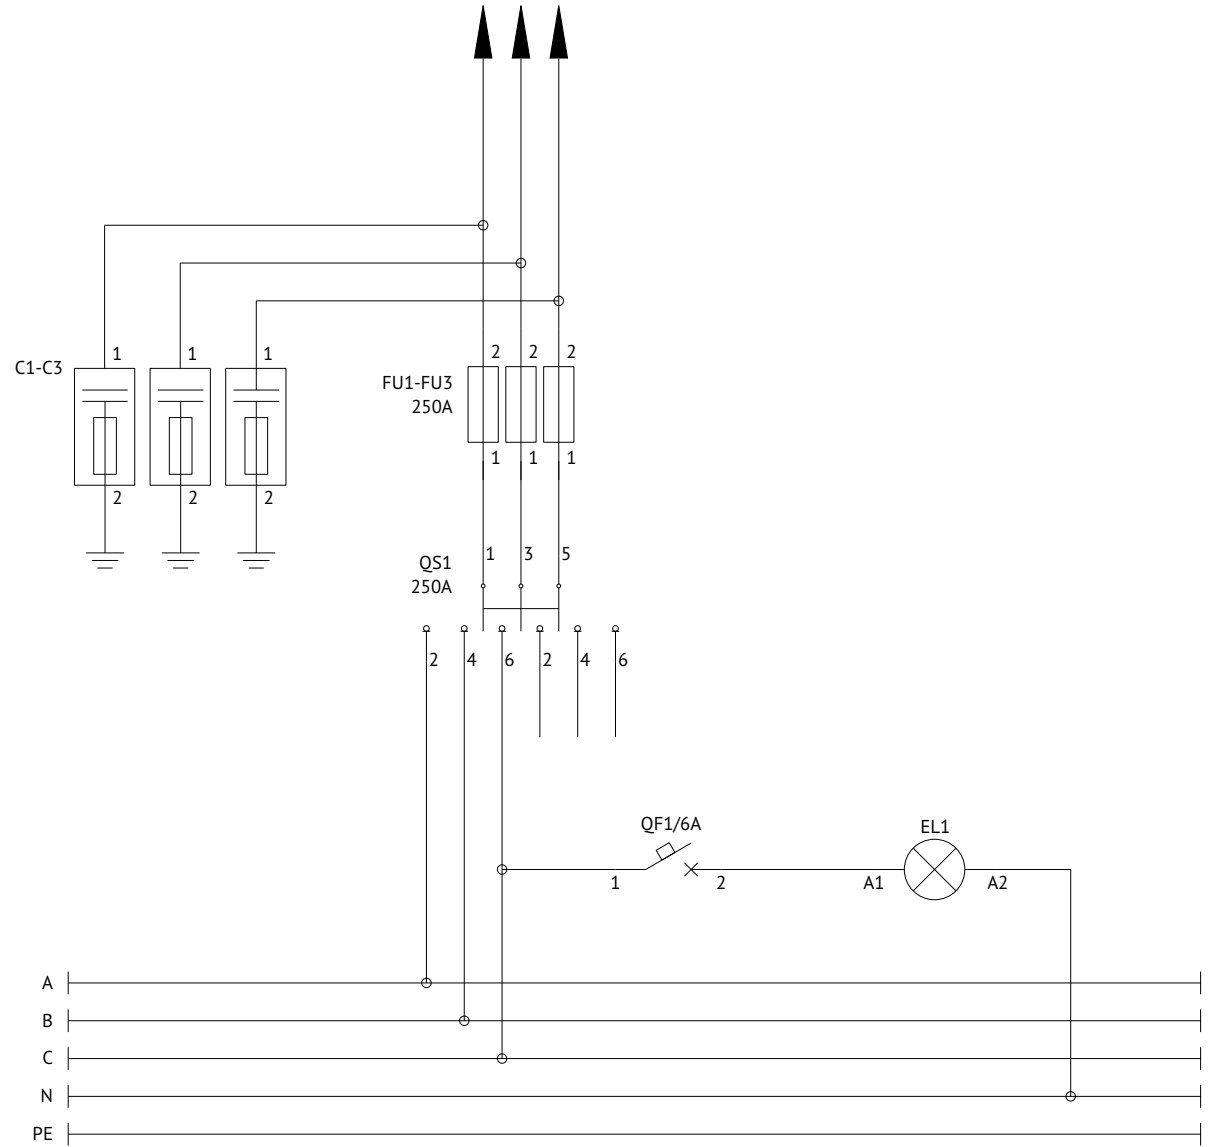 1 1 1 2 2 2
C1-C3
FU1-FU3
250A
1 1 1
2 2 2
1 3 5
QS1
250A
2 4 6 2 4 6
QF1/6A
EL1
1 2 A1 A2
A
B
C
N
PE